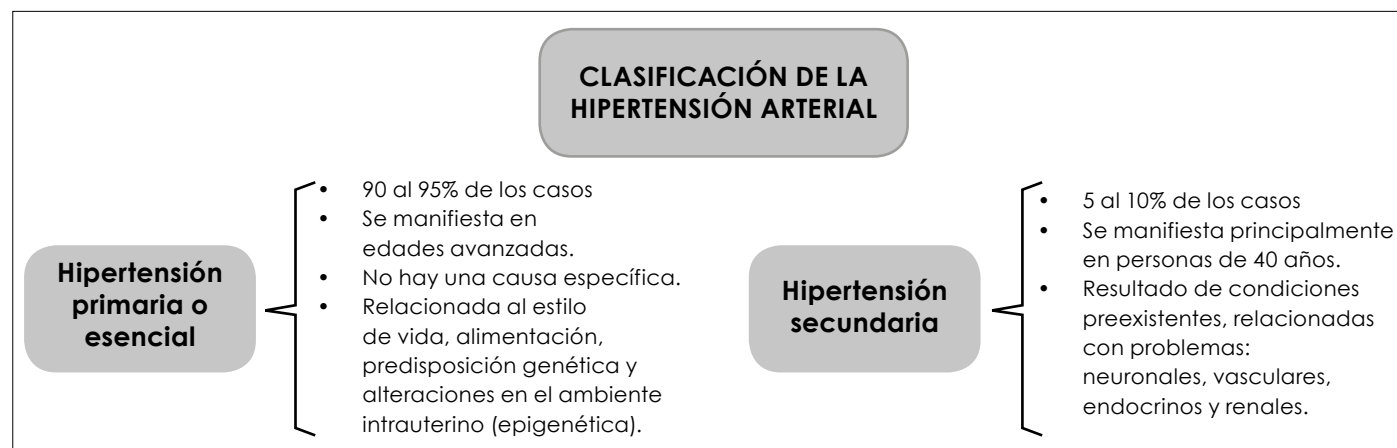 CLASIFICACIÓN DE LA
HIPERTENSIÓN ARTERIAL
Hipertensión
primaria o
esencial
• 90 al 95% de los casos
• Se manifiesta en
edades avanzadas.
• No hay una causa específica.
• Relacionada al estilo
de vida, alimentación,
predisposición genética y
alteraciones en el ambiente
intrauterino (epigenética).
Hipertensión
secundaria
• 5 al 10% de los casos
• Se manifiesta principalmente
en personas de 40 años.
• Resultado de condiciones
preexistentes, relacionadas
con problemas:
neuronales, vasculares,
endocrinos y renales.